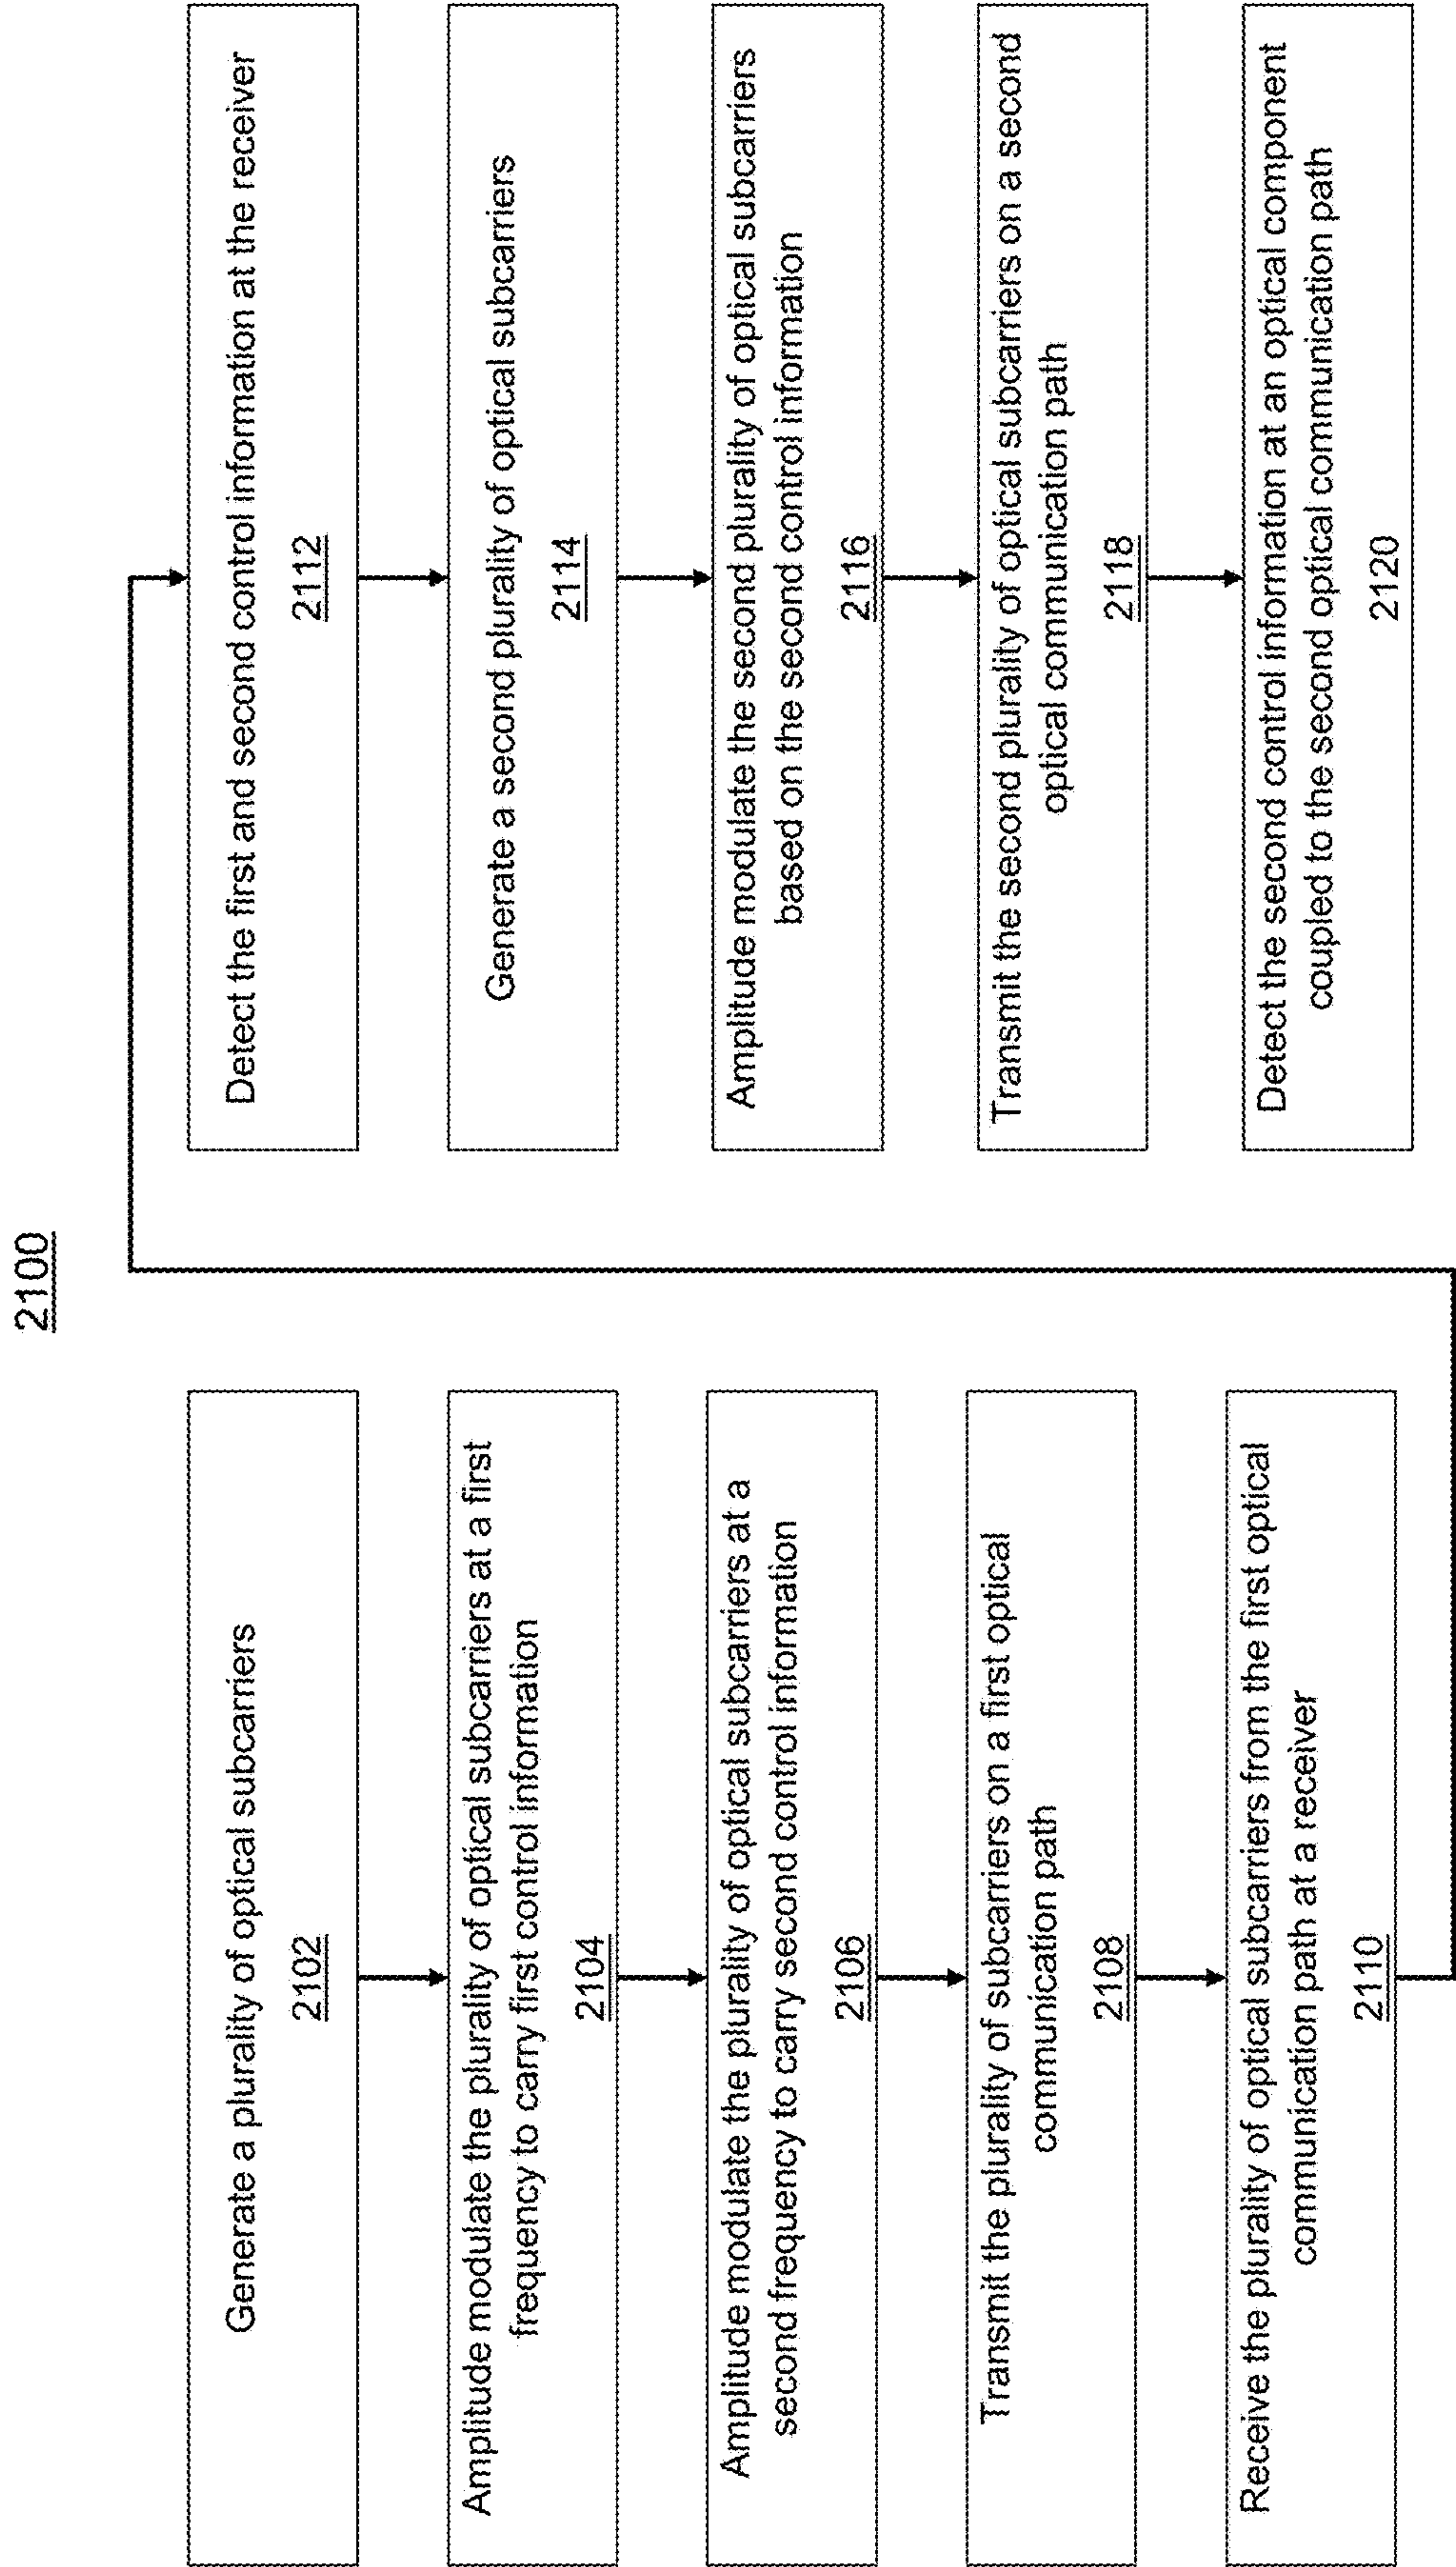 2100
Generate a plurality of optical subcarriers
2102
Amplitude modulate the plurality of optical subcarriers at a first
frequency to carry first control information
2104
Amplitude modulate the plurality of optical subcarriers at a
second frequency to carry second control information
2106
Transmit the plurality of subcarriers on a first optical
communication path
2108
Receive the plurality of optical subcarriers from the first optical
communication path at a receiver
2110
Detect the first and second control information at the receiver
2112
Generate a second plurality of optical subcarriers
2114
Amplitude modulate the second plurality of optical subcarriers
based on the second control information
2116
Transmit the second plurality of optical subcarriers on a second
optical communication path
2118
Detect the second control information at an optical component
coupled to the second optical communication path
2120